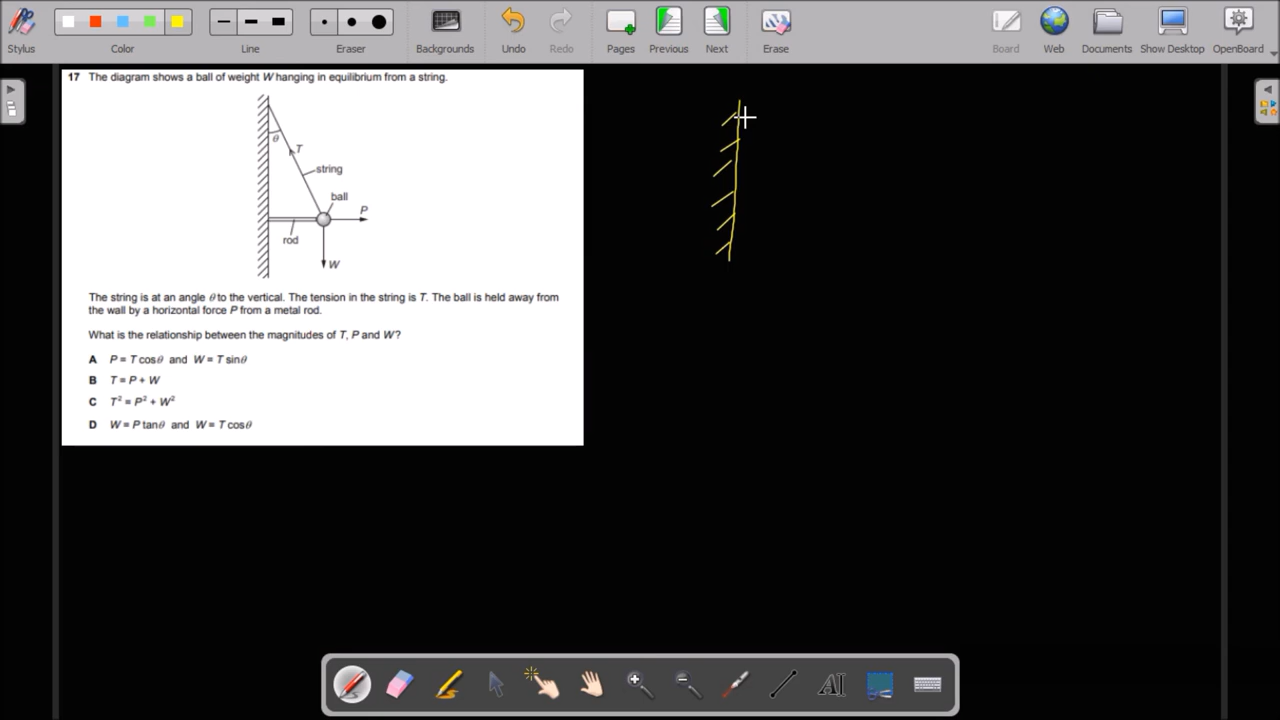 Stylus
Color
Line
Eraser
Backgrounds
Undo
Redo
Pages
Previous
Next
Erase
Board
Web
Documents
Show Desktop
OpenBoard
17 The diagram shows a ball of weight W hanging in equilibrium from a string.
θ
T
string
ball
P
rod
W
The string is at an angle θ to the vertical. The tension in the string is T. The ball is held away from
the wall by a horizontal force P from a metal rod.
What is the relationship between the magnitudes of T, P and W?
A P = T cosθ and W = T sinθ
B T = P + W
C T² = P² + W²
D W = P tanθ and W = T cosθ
AI